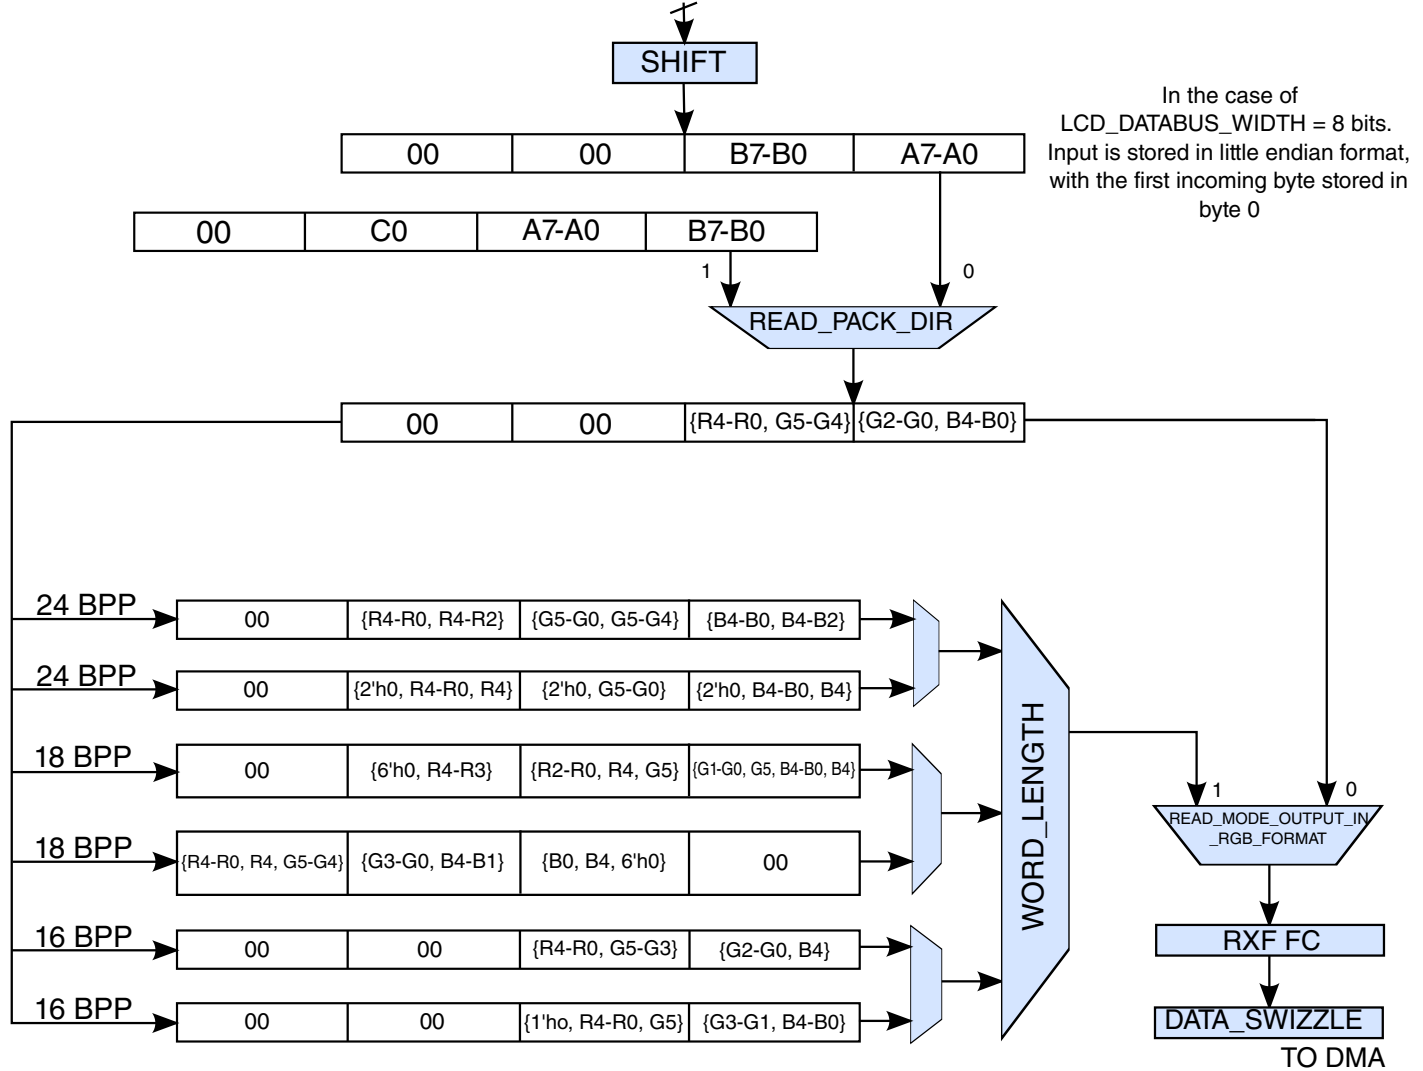 SHIFT
In the case of
LCD_DATABUS_WIDTH = 8 bits.
Input is stored in little endian format,
with the first incoming byte stored in
byte 0
00 00 B7-B0 A7-A0
00 C0 A7-A0 B7-B0
1 0
READ_PACK_DIR
00 00 {R4-R0, G5-G4} {G2-G0, B4-B0}
24 BPP 00 {R4-R0, R4-R2} {G5-G0, G5-G4} {B4-B0, B4-B2}
24 BPP 00 {2'h0, R4-R0, R4} {2'h0, G5-G0} {2'h0, B4-B0, B4}
18 BPP 00 {6'h0, R4-R3} {R2-R0, R4, G5} {G1-G0, G5, B4-B0, B4}
18 BPP {R4-R0, R4, G5-G4} {G3-G0, B4-B1} {B0, B4, 6'h0} 00
16 BPP 00 00 {R4-R0, G5-G3} {G2-G0, B4}
16 BPP 00 00 {1'ho, R4-R0, G5} {G3-G1, B4-B0}
WORD_LENGTH
1 0
READ_MODE_OUTPUT_IN
_RGB_FORMAT
RXF FC
DATA_SWIZZLE
TO DMA